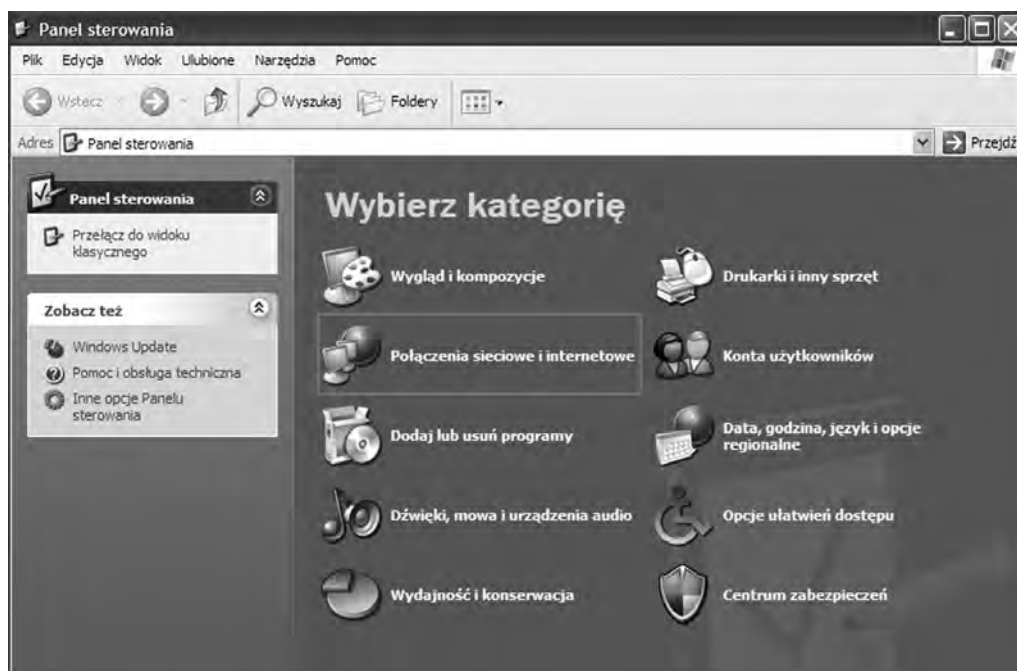 Panel sterowania
Plik Edycja Widok Ulubione Narzędzia Pomoc
Wstecz Wyszukaj Foldery
Adres Panel sterowania Przejdź
Panel sterowania
Przełącz do widoku
klasycznego
Zobacz też
Windows Update
Pomoc i obsługa techniczna
Inne opcje Panelu
sterowania
Wybierz kategorię
Wygląd i kompozycje
Drukarki i inny sprzęt
Połączenia sieciowe i internetowe
Konta użytkowników
Dodaj lub usuń programy
Data, godzina, język i opcje
regionalne
Dźwięki, mowa i urządzenia audio
Opcje ułatwień dostępu
Wydajność i konserwacja
Centrum zabezpieczeń